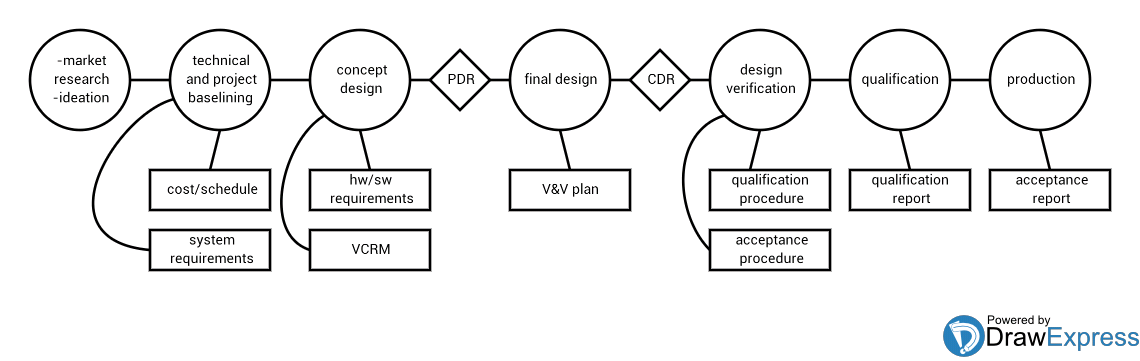 -market
research
-ideation
technical
and project
baselining
concept
design
PDR
final design
CDR
design
verification
qualification
production
cost/schedule
hw/sw
requirements
V&V plan
qualification
procedure
qualification
report
acceptance
report
system
requirements
VCRM
acceptance
procedure
Powered by
DrawExpress